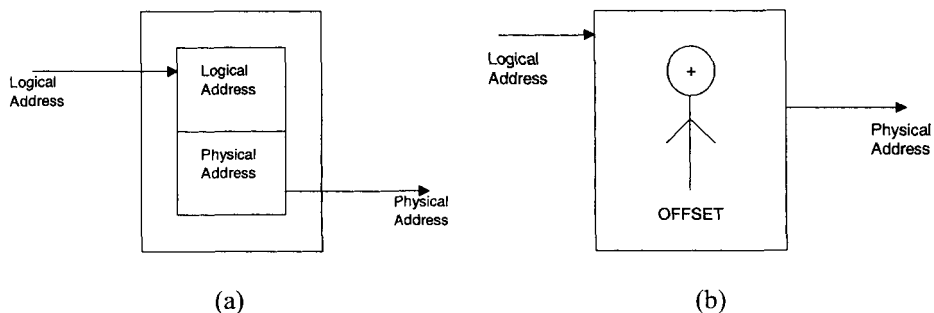 Logical
Address
Logical
Address
Physical
Address
Physical
Address
(a)
Logical
Address
+
OFFSET
Physical
Address
(b)